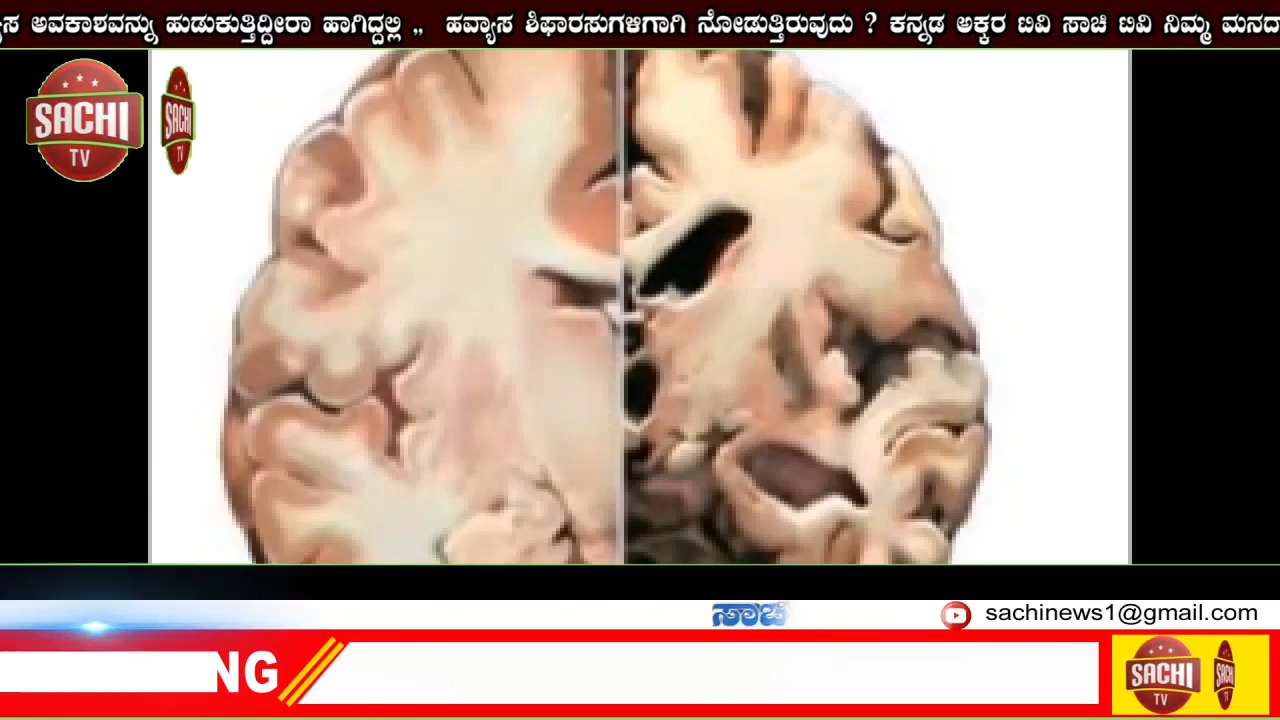 ಅವಕಾಶವನ್ನು ಹುಡುಕುತ್ತಿದ್ದೀರಾ ಹಾಗಿದ್ದಲ್ಲಿ ,, ಹವ್ಯಾಸ ಶಿಫಾರಸುಗಳಿಗಾಗಿ ನೋಡುತ್ತಿರುವುದು ? ಕನ್ನಡ ಅಕ್ಕರ ಟಿವಿ ಸಾಚಿ ಟಿವಿ ನಿಮ್ಮ ಮನದ
SACHI
TV
SACHI
TV
ಸಾಚಿ
sachinews1@gmail.com
NG
SACHI
TV
SACHI
TV